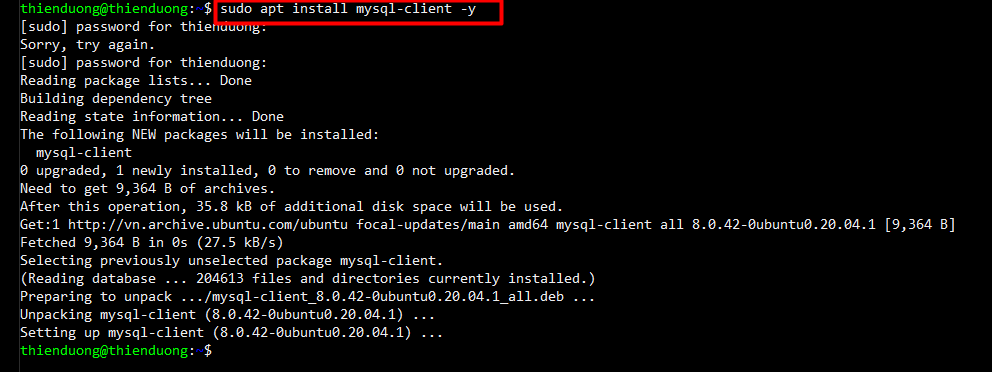 thienduong@thienduong:~$ sudo apt install mysql-client -y
[sudo] password for thienduong:
Sorry, try again.
[sudo] password for thienduong:
Reading package lists... Done
Building dependency tree
Reading state information... Done
The following NEW packages will be installed:
  mysql-client
0 upgraded, 1 newly installed, 0 to remove and 0 not upgraded.
Need to get 9,364 B of archives.
After this operation, 35.8 kB of additional disk space will be used.
Get:1 http://vn.archive.ubuntu.com/ubuntu focal-updates/main amd64 mysql-client all 8.0.42-0ubuntu0.20.04.1 [9,364 B]
Fetched 9,364 B in 0s (27.5 kB/s)
Selecting previously unselected package mysql-client.
(Reading database ... 204613 files and directories currently installed.)
Preparing to unpack .../mysql-client_8.0.42-0ubuntu0.20.04.1_all.deb ...
Unpacking mysql-client (8.0.42-0ubuntu0.20.04.1) ...
Setting up mysql-client (8.0.42-0ubuntu0.20.04.1) ...
thienduong@thienduong:~$